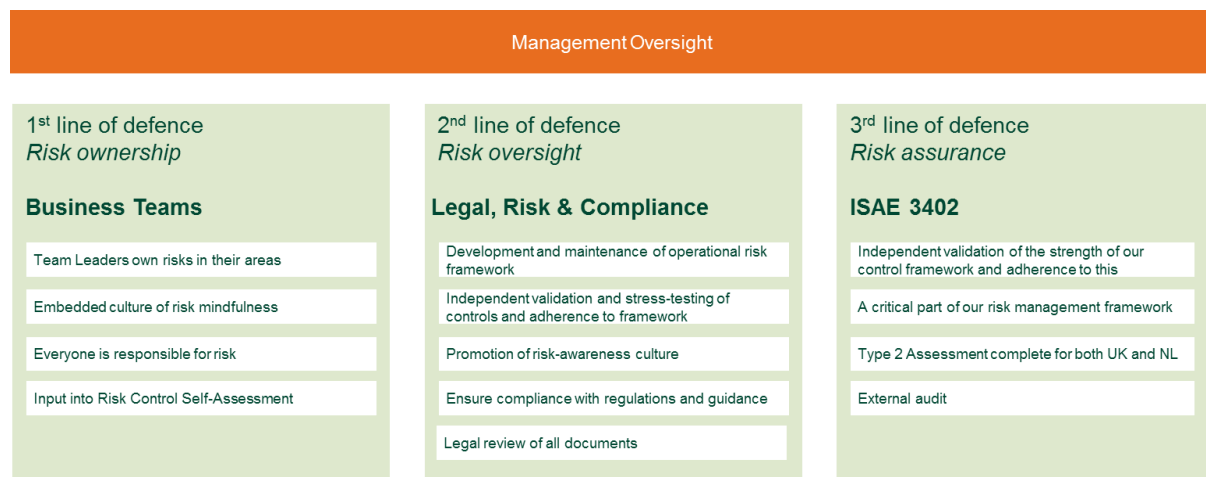 Management Oversight
1st line of defence
Risk ownership
Business Teams
Team Leaders own risks in their areas
Embedded culture of risk mindfulness
Everyone is responsible for risk
Input into Risk Control Self-Assessment
2nd line of defence
Risk oversight
Legal, Risk & Compliance
Development and maintenance of operational risk
framework
Independent validation and stress-testing of
controls and adherence to framework
Promotion of risk-awareness culture
Ensure compliance with regulations and guidance
Legal review of all documents
3rd line of defence
Risk assurance
ISAE 3402
Independent validation of the strength of our
control framework and adherence to this
A critical part of our risk management framework
Type 2 Assessment complete for both UK and NL
External audit